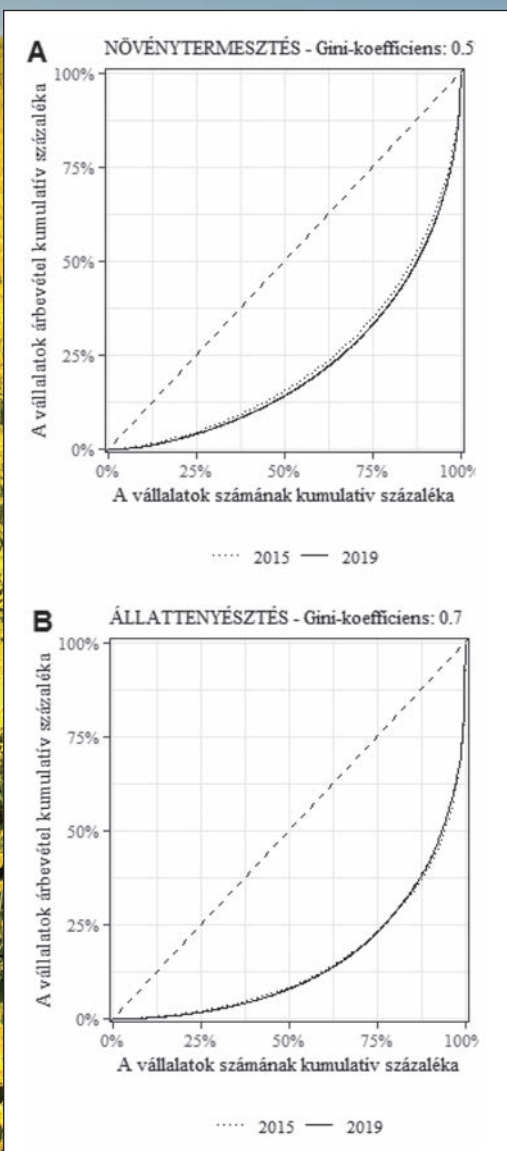 A
NÖVÉNYTERMESZTÉS - Gini-koefficiens: 0.5
A vállalatok árbevétel kumulatív százaléka
100%
75%
50%
25%
0%
0% 25% 50% 75% 100%
A vállalatok számának kumulatív százaléka
2015 2019
B
ÁLLATTENYÉSZTÉS - Gini-koefficiens: 0.7
A vállalatok árbevétel kumulatív százaléka
100%
75%
50%
25%
0%
0% 25% 50% 75% 100%
A vállalatok számának kumulatív százaléka
2015 2019